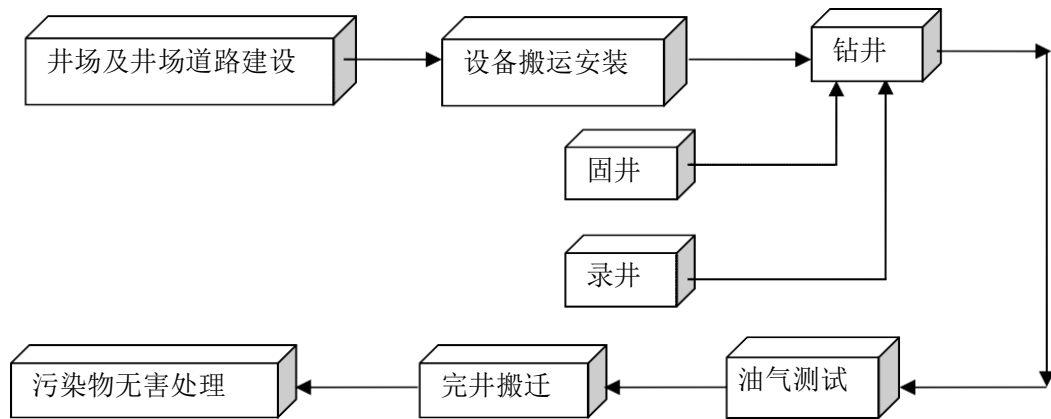 井场及井场道路建设
设备搬运安装
钻井
固井
录井
油气测试
完井搬迁
污染物无害处理